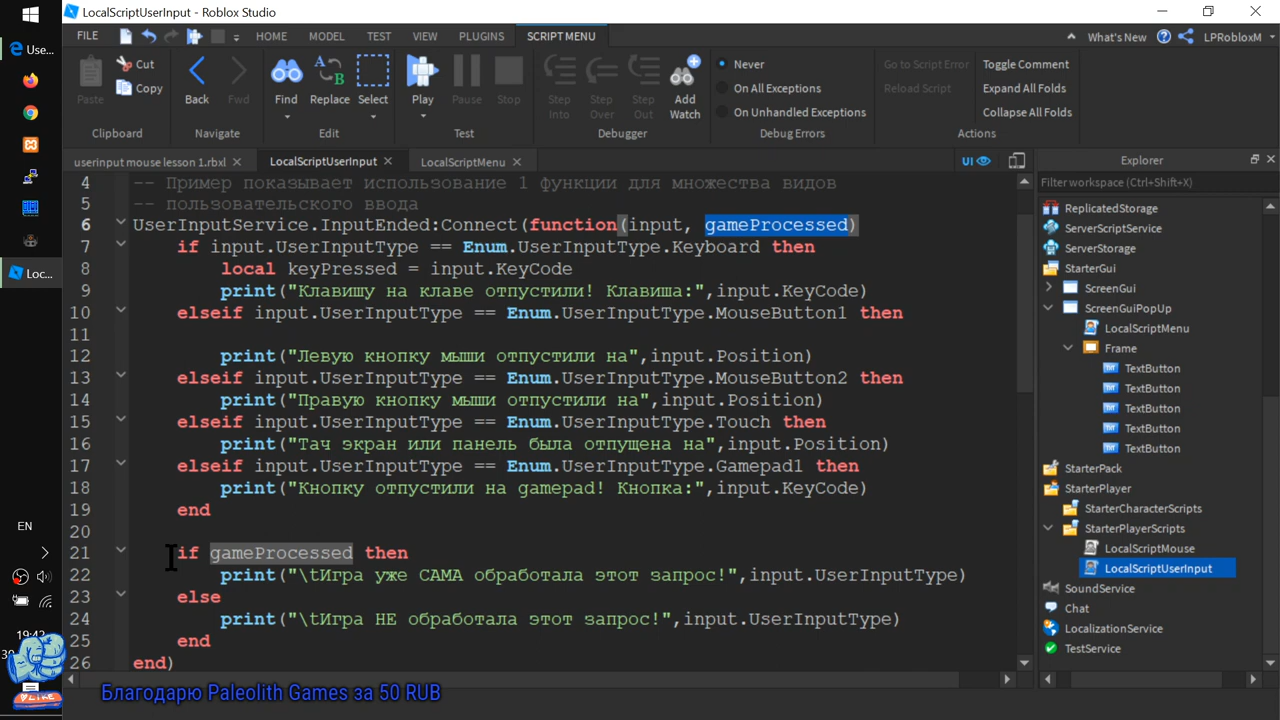 LocalScriptUserInput - Roblox Studio
Use...
FILE HOME MODEL TEST VIEW PLUGINS SCRIPT MENU What's New LPRobloxM
Paste Cut Copy Back Fwd Find Replace Select Play Pause Stop Step Into Step Over Step Out Add Watch
Never Go to Script Error Toggle Comment
On All Exceptions Reload Script Expand All Folds
On Unhandled Exceptions Collapse All Folds
Clipboard Navigate Edit Test Debugger Debug Errors Actions
userinput mouse lesson 1.rbxl LocalScriptUserInput LocalScriptMenu UI
4 -- Пример показывает использование 1 функции для множества видов
5 -- пользовательского ввода
6 UserInputService.InputEnded:Connect(function(input, gameProcessed)
7 if input.UserInputType == Enum.UserInputType.Keyboard then
8 local keyPressed = input.KeyCode
9 print("Клавишу на клаве отпустили! Клавиша:",input.KeyCode)
10 elseif input.UserInputType == Enum.UserInputType.MouseButton1 then
11
12 print("Левую кнопку мыши отпустили на",input.Position)
13 elseif input.UserInputType == Enum.UserInputType.MouseButton2 then
14 print("Правую кнопку мыши отпустили на",input.Position)
15 elseif input.UserInputType == Enum.UserInputType.Touch then
16 print("Тач экран или панель была отпущена на",input.Position)
17 elseif input.UserInputType == Enum.UserInputType.Gamepad1 then
18 print("Кнопку отпустили на gamepad! Кнопка:",input.KeyCode)
19 end
20
21 if gameProcessed then
22 print("\tИгра уже САМА обработала этот запрос!",input.UserInputType)
23 else
24 print("\tИгра НЕ обработала этот запрос!",input.UserInputType)
25 end
26 end)
Explorer
Filter workspace (Ctrl+Shift+X)
ReplicatedStorage
ServerScriptService
ServerStorage
StarterGui
ScreenGui
ScreenGuiPopUp
LocalScriptMenu
Frame
TextButton
TextButton
TextButton
TextButton
TextButton
StarterPack
StarterPlayer
StarterCharacterScripts
StarterPlayerScripts
LocalScriptMouse
LocalScriptUserInput
SoundService
Chat
LocalizationService
TestService
Loc...
EN
19:42
LIKE
Благодарю Paleolith Games за 50 RUB